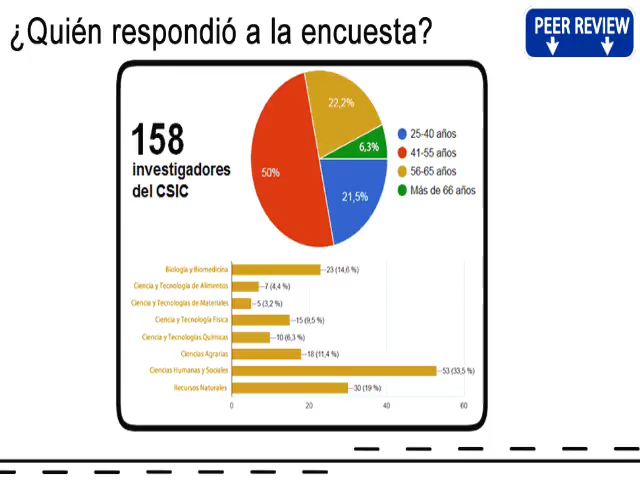 ¿Quién respondió a la encuesta?
PEER REVIEW
158
investigadores
del CSIC
22,2%
6,3%
50%
21,5%
25-40 años
41-55 años
56-65 años
Más de 66 años
Biología y Biomedicina 23 (14,6 %)
Ciencia y Tecnología de Alimentos 7 (4,4 %)
Ciencia y Tecnologías de Materiales 5 (3,2 %)
Ciencia y Tecnología Física 15 (9,5 %)
Ciencia y Tecnologías Químicas 10 (6,3 %)
Ciencias Agrarias 18 (11,4 %)
Ciencias Humanas y Sociales 53 (33,5 %)
Recursos Naturales 30 (19 %)
0 20 40 60